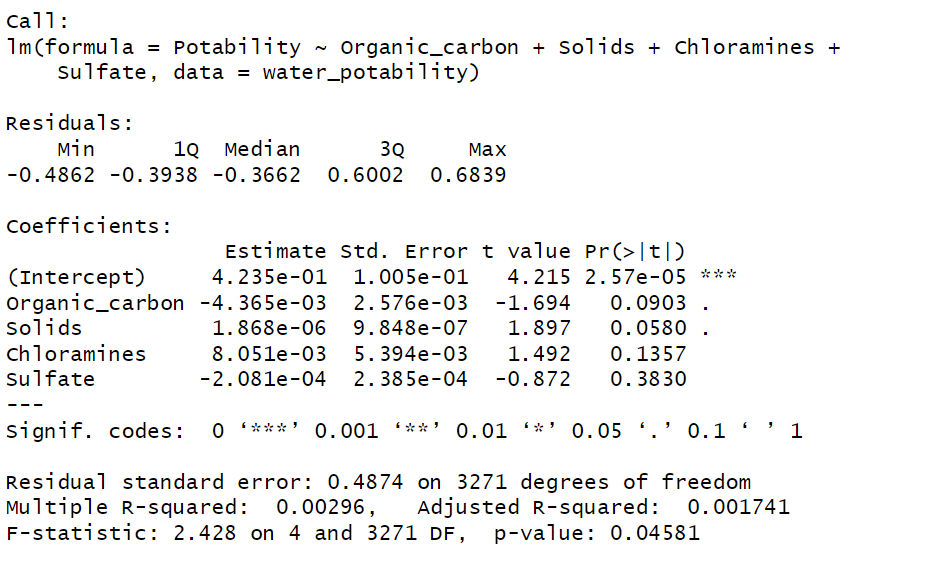 Call:
lm(formula = Potability ~ Organic_carbon + Solids + Chloramines +
    Sulfate, data = water_potability)

Residuals:
    Min      1Q  Median      3Q     Max
-0.4862 -0.3938 -0.3662  0.6002  0.6839

Coefficients:
                 Estimate Std. Error t value Pr(>|t|)
(Intercept)     4.235e-01  1.005e-01   4.215 2.57e-05 ***
Organic_carbon -4.365e-03  2.576e-03  -1.694   0.0903 .
Solids          1.868e-06  9.848e-07   1.897   0.0580 .
Chloramines     8.051e-03  5.394e-03   1.492   0.1357
Sulfate        -2.081e-04  2.385e-04  -0.872   0.3830
---
Signif. codes:  0 ‘***’ 0.001 ‘**’ 0.01 ‘*’ 0.05 ‘.’ 0.1 ‘ ’ 1

Residual standard error: 0.4874 on 3271 degrees of freedom
Multiple R-squared:  0.00296,   Adjusted R-squared:  0.001741
F-statistic: 2.428 on 4 and 3271 DF,  p-value: 0.04581